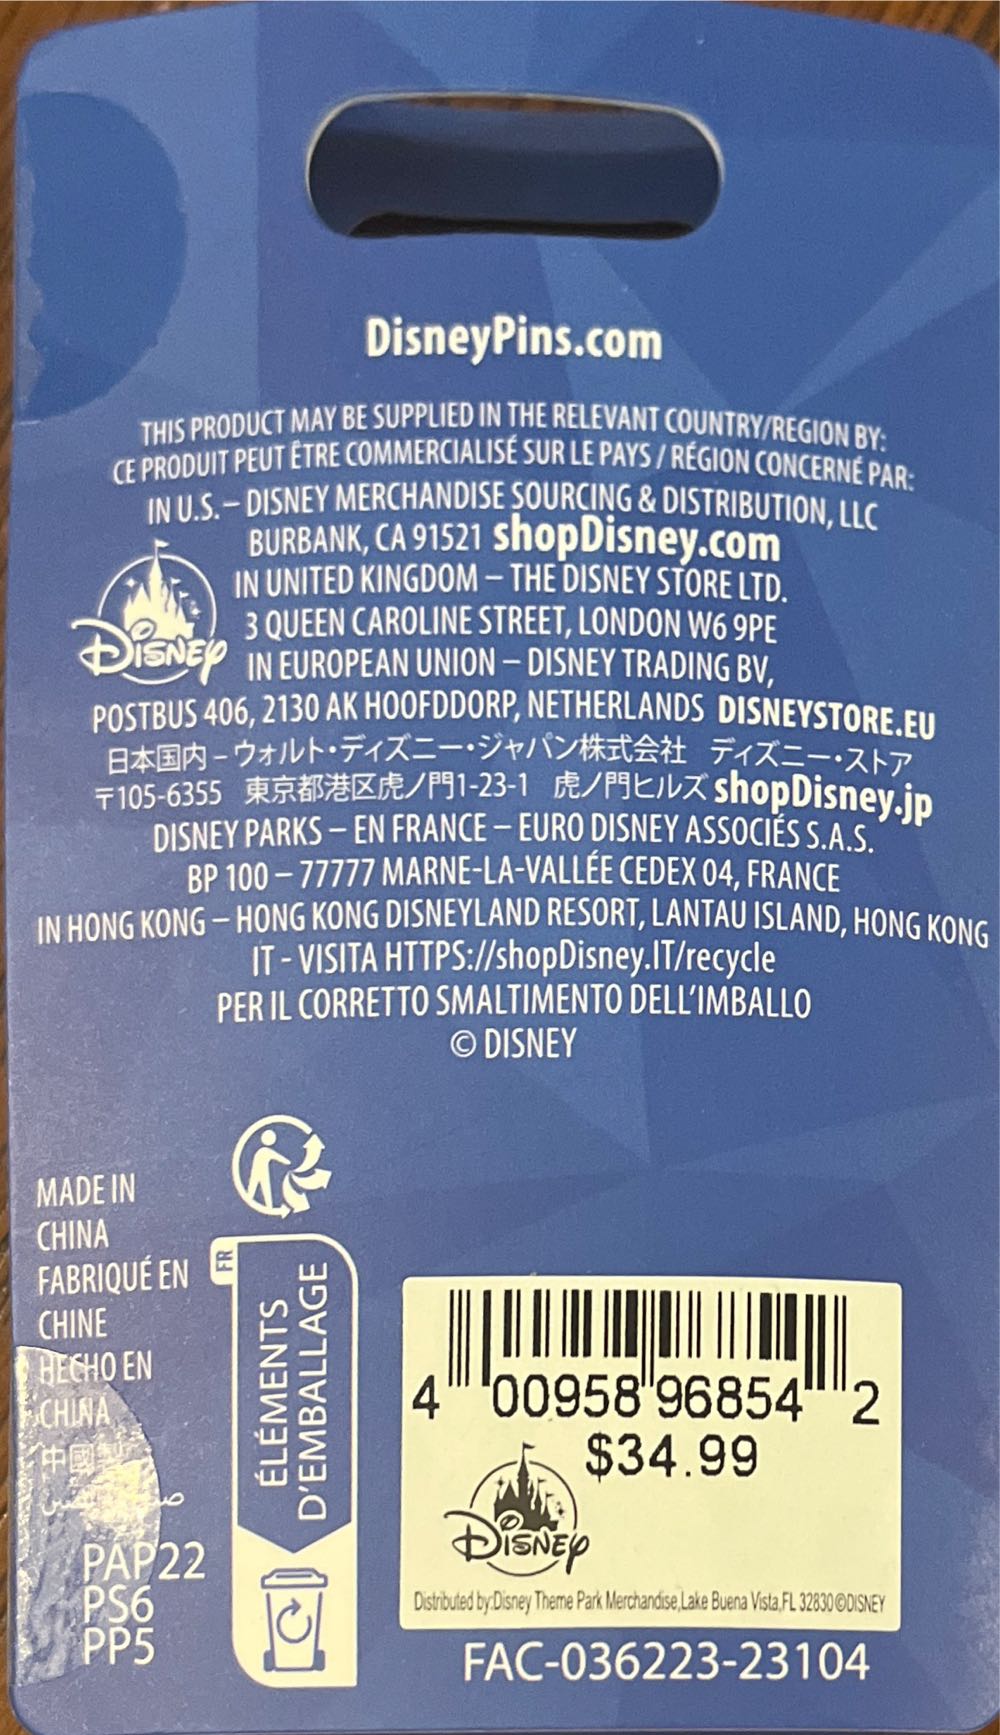 DisneyPins.com
THIS PRODUCT MAY BE SUPPLIED IN THE RELEVANT COUNTRY/REGION BY:
CE PRODUIT PEUT ÊTRE COMMERCIALISÉ SUR LE PAYS / RÉGION CONCERNÉ PAR:
IN U.S. – DISNEY MERCHANDISE SOURCING & DISTRIBUTION, LLC
BURBANK, CA 91521 shopDisney.com
IN UNITED KINGDOM – THE DISNEY STORE LTD.
3 QUEEN CAROLINE STREET, LONDON W6 9PE
Disney
IN EUROPEAN UNION – DISNEY TRADING BV,
POSTBUS 406, 2130 AK HOOFDDORP, NETHERLANDS DISNEYSTORE.EU
日本国内 – ウォルト・ディズニー・ジャパン株式会社 ディズニー・ストア
〒105-6355 東京都港区虎ノ門1-23-1 虎ノ門ヒルズ shopDisney.jp
DISNEY PARKS – EN FRANCE – EURO DISNEY ASSOCIÉS S.A.S.
BP 100 – 77777 MARNE-LA-VALLÉE CEDEX 04, FRANCE
IN HONG KONG – HONG KONG DISNEYLAND RESORT, LANTAU ISLAND, HONG KONG
IT - VISITA HTTPS://shopDisney.IT/recycle
PER IL CORRETTO SMALTIMENTO DELL'IMBALLO
© DISNEY
MADE IN
CHINA
FABRIQUÉ EN
CHINE
HECHO EN
CHINA
中國
PAP22
PS6
PP5
FR
ÉLÉMENTS
D'EMBALLAGE
4 00958 96854 2
$34.99
Disney
Distributed by:Disney Theme Park Merchandise,Lake Buena Vista,FL 32830 ©DISNEY
FAC-036223-23104